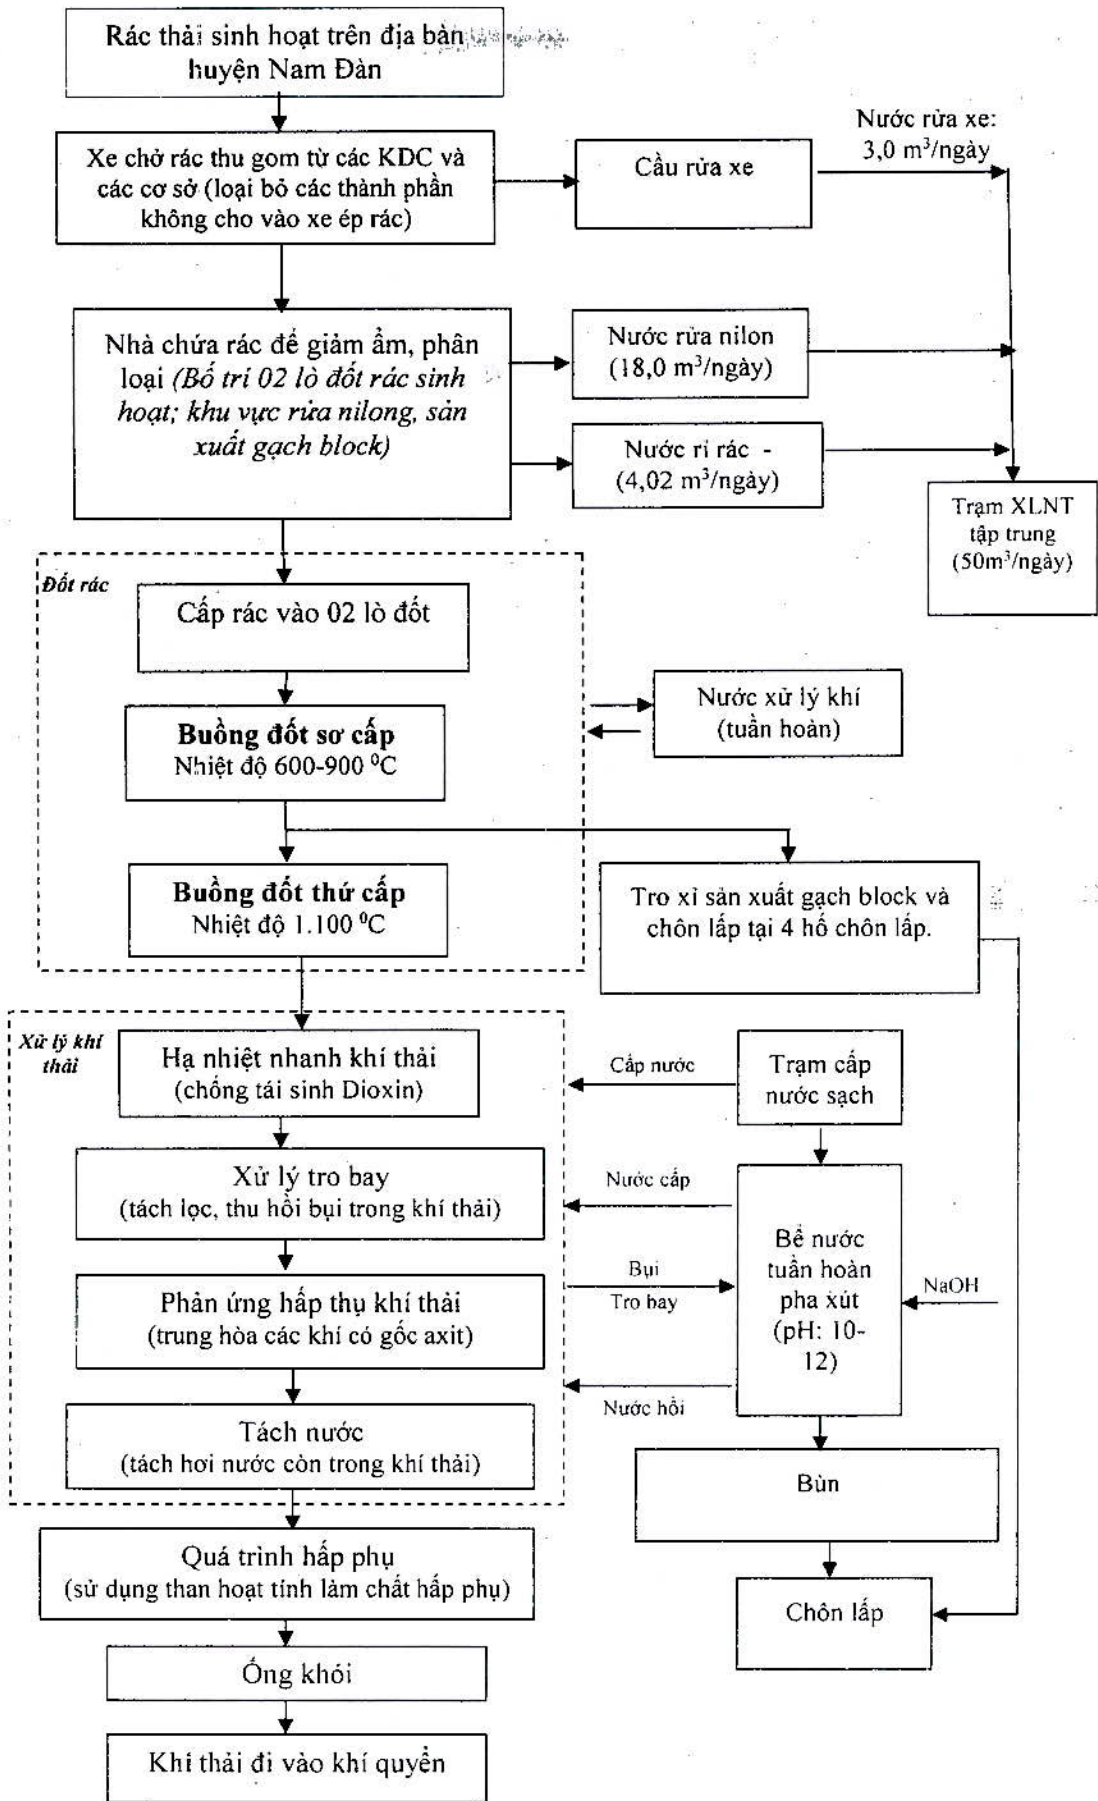 Rác thải sinh hoạt trên địa bàn
huyện Nam Đàn
Xe chở rác thu gom từ các KDC và
các cơ sở (loại bỏ các thành phần
không cho vào xe ép rác)
Cầu rửa xe
Nước rửa xe:
3,0 m³/ngày
Nhà chứa rác để giảm ẩm, phân
loại (Bố trí 02 lò đốt rác sinh
hoạt; khu vực rửa nilong, sản
xuất gạch block)
Nước rửa nilon
(18,0 m³/ngày)
Nước rỉ rác -
(4,02 m³/ngày)
Trạm XLNT
tập trung
(50m³/ngày)
Đốt rác
Cấp rác vào 02 lò đốt
Buồng đốt sơ cấp
Nhiệt độ 600-900 ⁰C
Nước xử lý khí
(tuần hoàn)
Buồng đốt thứ cấp
Nhiệt độ 1.100 ⁰C
Tro xỉ sản xuất gạch block và
chôn lấp tại 4 hố chôn lấp.
Xử lý khí
thải
Hạ nhiệt nhanh khí thải
(chống tái sinh Dioxin)
Cấp nước
Trạm cấp
nước sạch
Xử lý tro bay
(tách lọc, thu hồi bụi trong khí thải)
Nước cấp
Phản ứng hấp thụ khí thải
(trung hòa các khí có gốc axit)
Bụi
Tro bay
Bể nước
tuần hoàn
pha xút
(pH: 10-
12)
NaOH
Tách nước
(tách hơi nước còn trong khí thải)
Nước hồi
Bùn
Quá trình hấp phụ
(sử dụng than hoạt tính làm chất hấp phụ)
Chôn lấp
Ống khói
Khí thải đi vào khí quyển